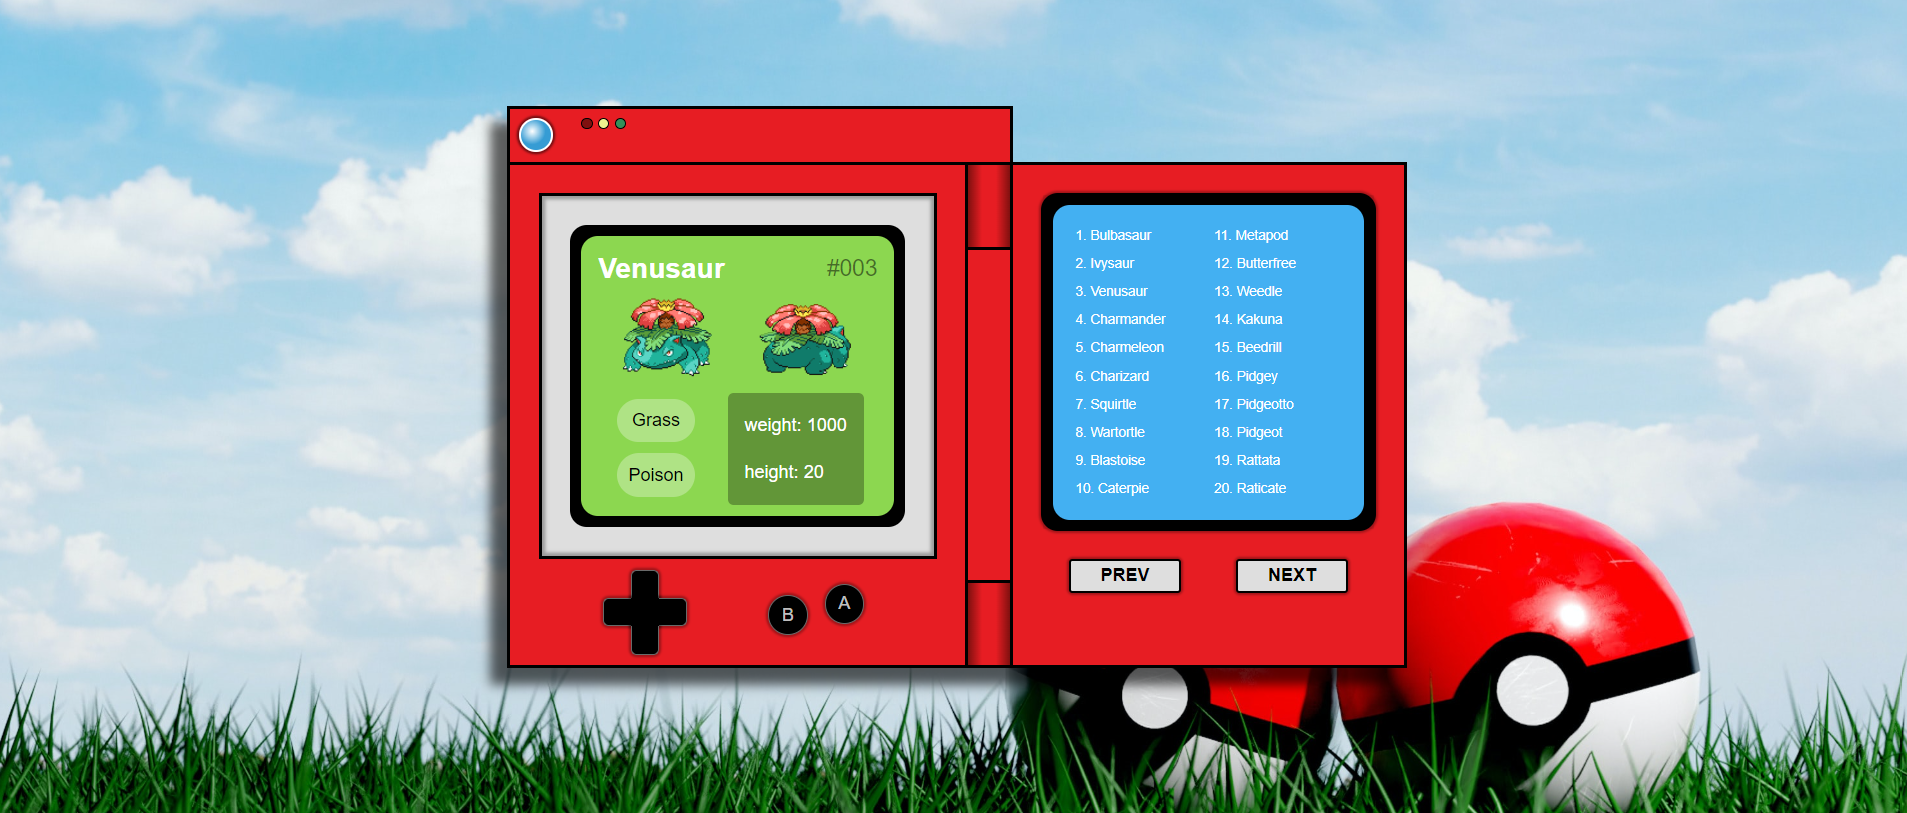 Venusaur #003
Grass
Poison
weight: 1000
height: 20
B A
1. Bulbasaur
2. Ivysaur
3. Venusaur
4. Charmander
5. Charmeleon
6. Charizard
7. Squirtle
8. Wartortle
9. Blastoise
10. Caterpie
11. Metapod
12. Butterfree
13. Weedle
14. Kakuna
15. Beedrill
16. Pidgey
17. Pidgeotto
18. Pidgeot
19. Rattata
20. Raticate
PREV NEXT